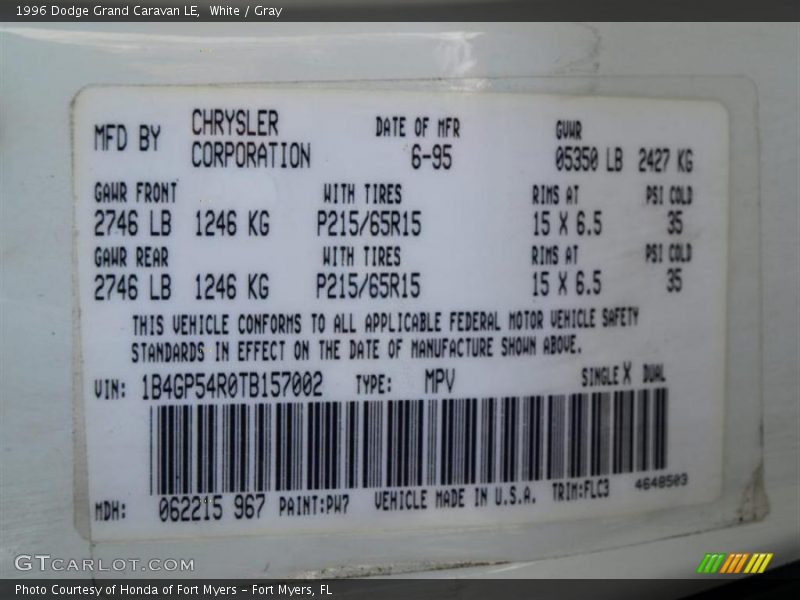 1996 Dodge Grand Caravan LE, White / Gray
MFD BY CHRYSLER CORPORATION DATE OF MFR 6-95 GVWR 05350 LB 2427 KG
GAWR FRONT WITH TIRES RIMS AT PSI COLD
2746 LB 1246 KG P215/65R15 15 X 6.5 35
GAWR REAR WITH TIRES RIMS AT PSI COLD
2746 LB 1246 KG P215/65R15 15 X 6.5 35
THIS VEHICLE CONFORMS TO ALL APPLICABLE FEDERAL MOTOR VEHICLE SAFETY
STANDARDS IN EFFECT ON THE DATE OF MANUFACTURE SHOWN ABOVE.
VIN: 1B4GP54R0TB157002 TYPE: MPV SINGLE X DUAL
MDH: 062215 967 PAINT:PW7 VEHICLE MADE IN U.S.A. TRIM:FLC3 4648503
GTCARLOT.COM
Photo Courtesy of Honda of Fort Myers – Fort Myers, FL